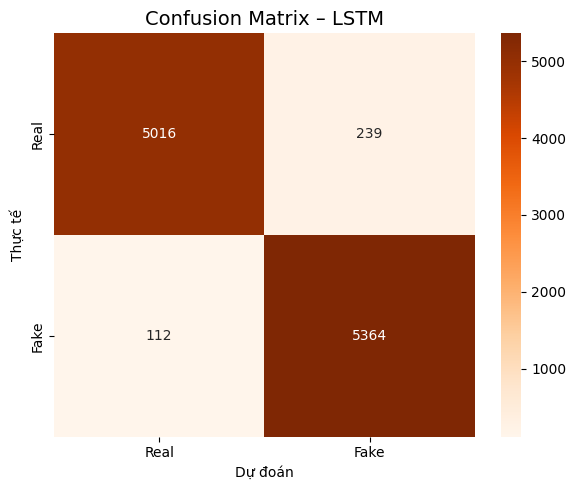 Confusion Matrix – LSTM
Thực tế
Real
5016
239
Fake
112
5364
Real
Fake
Dự đoán
5000
4000
3000
2000
1000